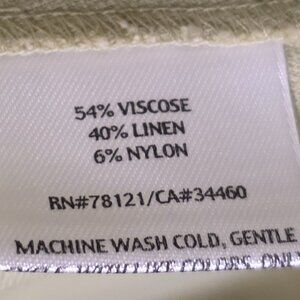 54% VISCOSE
40% LINEN
6% NYLON
RN#78121/CA#34460
MACHINE WASH COLD, GENTLE